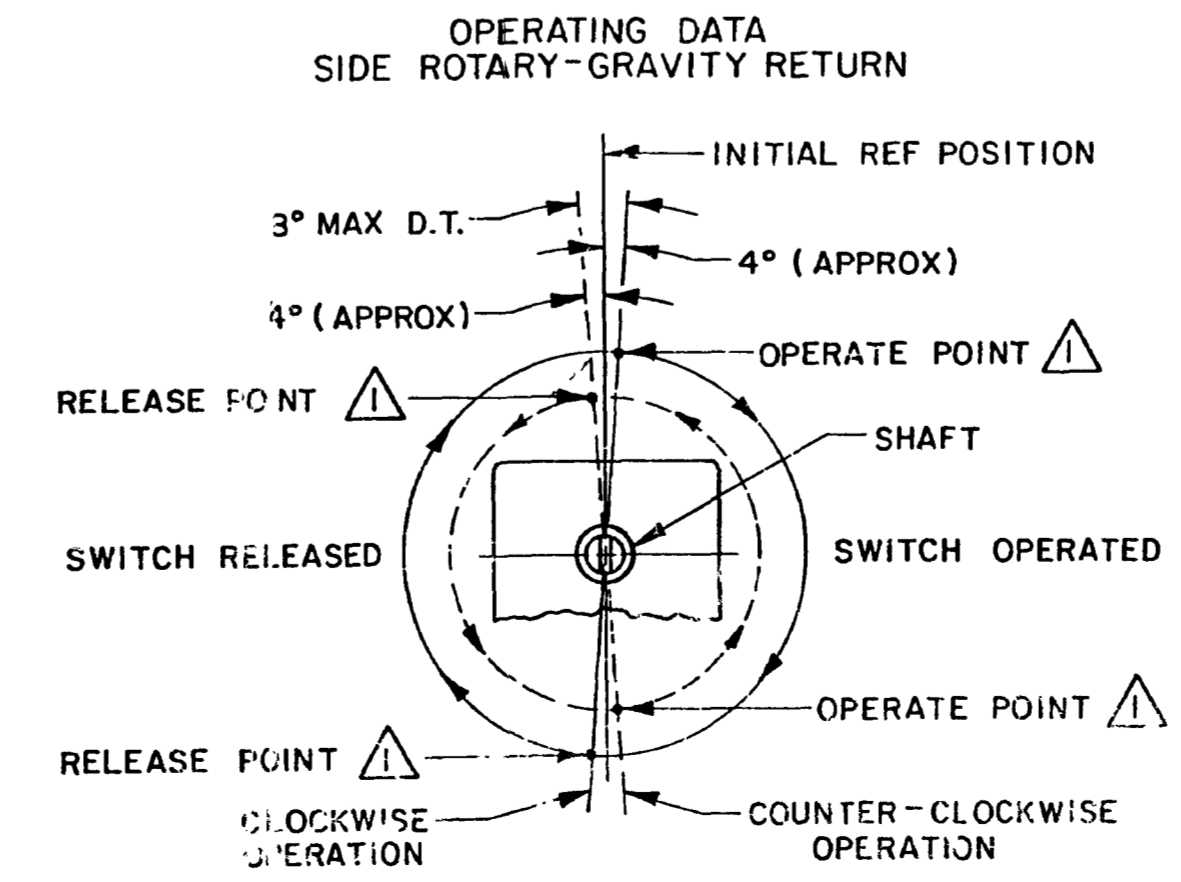 OPERATING DATA
SIDE ROTARY-GRAVITY RETURN
INITIAL REF POSITION
3° MAX D.T.
4° (APPROX)
4° (APPROX)
OPERATE POINT 1
RELEASE POINT 1
SHAFT
SWITCH RELEASED
SWITCH OPERATED
OPERATE POINT 1
RELEASE POINT 1
CLOCKWISE
OPERATION
COUNTER-CLOCKWISE
OPERATION